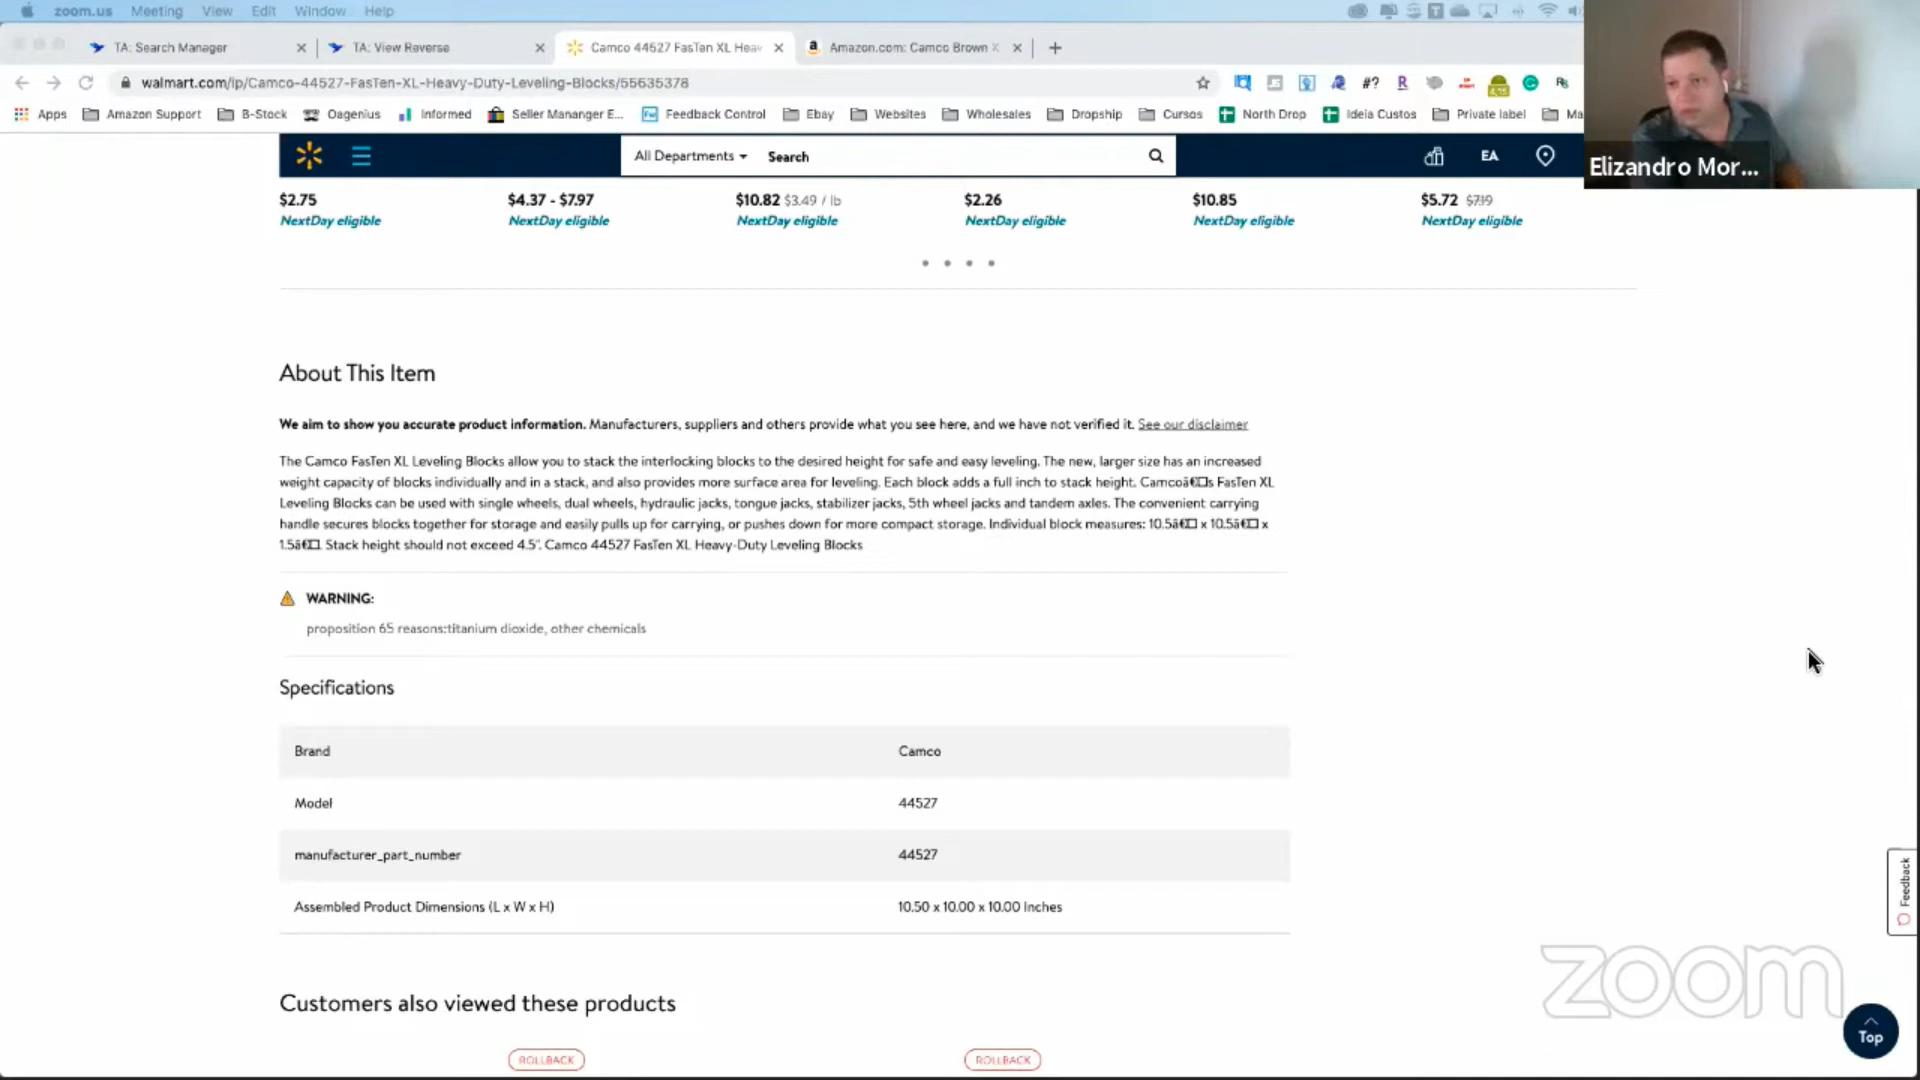 zoom.us Meeting View Edit Window Help
TA: Search Manager
TA: View Reverse
Camco 44527 FasTen XL Heav
Amazon.com: Camco Brown X
walmart.com/ip/Camco-44527-FasTen-XL-Heavy-Duty-Leveling-Blocks/55635378
Apps Amazon Support B-Stock Oagenius Informed Seller Mananger E... Feedback Control Ebay Websites Wholesales Dropship Cursos North Drop Ideia Custos Private label Ma
Elizandro Mor...
All Departments Search
EA
$2.75 $4.37 - $7.97 $10.82 $3.49 / lb $2.26 $10.85 $5.72 $7.19
NextDay eligible NextDay eligible NextDay eligible NextDay eligible NextDay eligible NextDay eligible
About This Item
We aim to show you accurate product information. Manufacturers, suppliers and others provide what you see here, and we have not verified it. See our disclaimer
The Camco FasTen XL Leveling Blocks allow you to stack the interlocking blocks to the desired height for safe and easy leveling. The new, larger size has an increased
weight capacity of blocks individually and in a stack, and also provides more surface area for leveling. Each block adds a full inch to stack height. Camcoâ€□s FasTen XL
Leveling Blocks can be used with single wheels, dual wheels, hydraulic jacks, tongue jacks, stabilizer jacks, 5th wheel jacks and tandem axles. The convenient carrying
handle secures blocks together for storage and easily pulls up for carrying, or pushes down for more compact storage. Individual block measures: 10.5â€□ x 10.5â€□ x
1.5â€□. Stack height should not exceed 4.5". Camco 44527 FasTen XL Heavy-Duty Leveling Blocks
WARNING:
proposition 65 reasons:titanium dioxide, other chemicals
Specifications
Brand Camco
Model 44527
manufacturer_part_number 44527
Assembled Product Dimensions (L x W x H) 10.50 x 10.00 x 10.00 Inches
Feedback
Customers also viewed these products
zoom
Top
ROLLBACK ROLLBACK